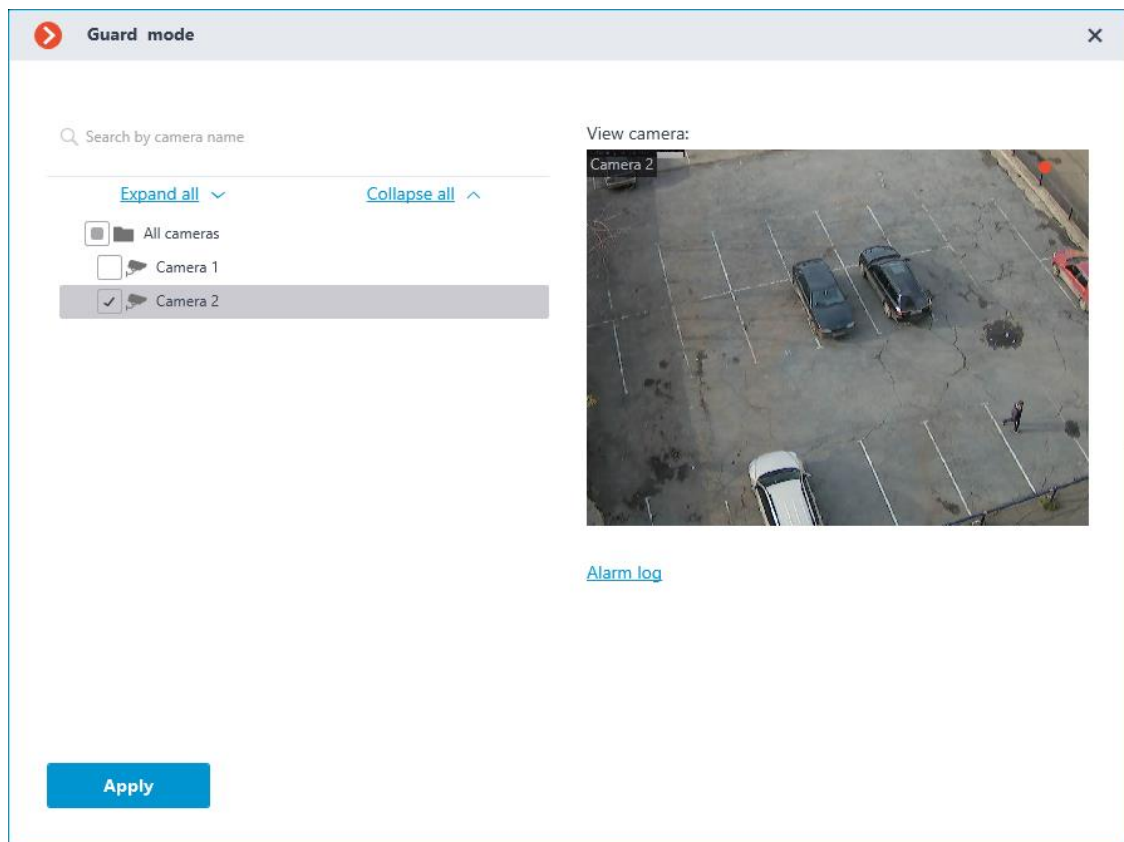 Guard mode
Search by camera name
Expand all
Collapse all
All cameras
Camera 1
Camera 2
View camera:
Camera 2
Alarm log
Apply